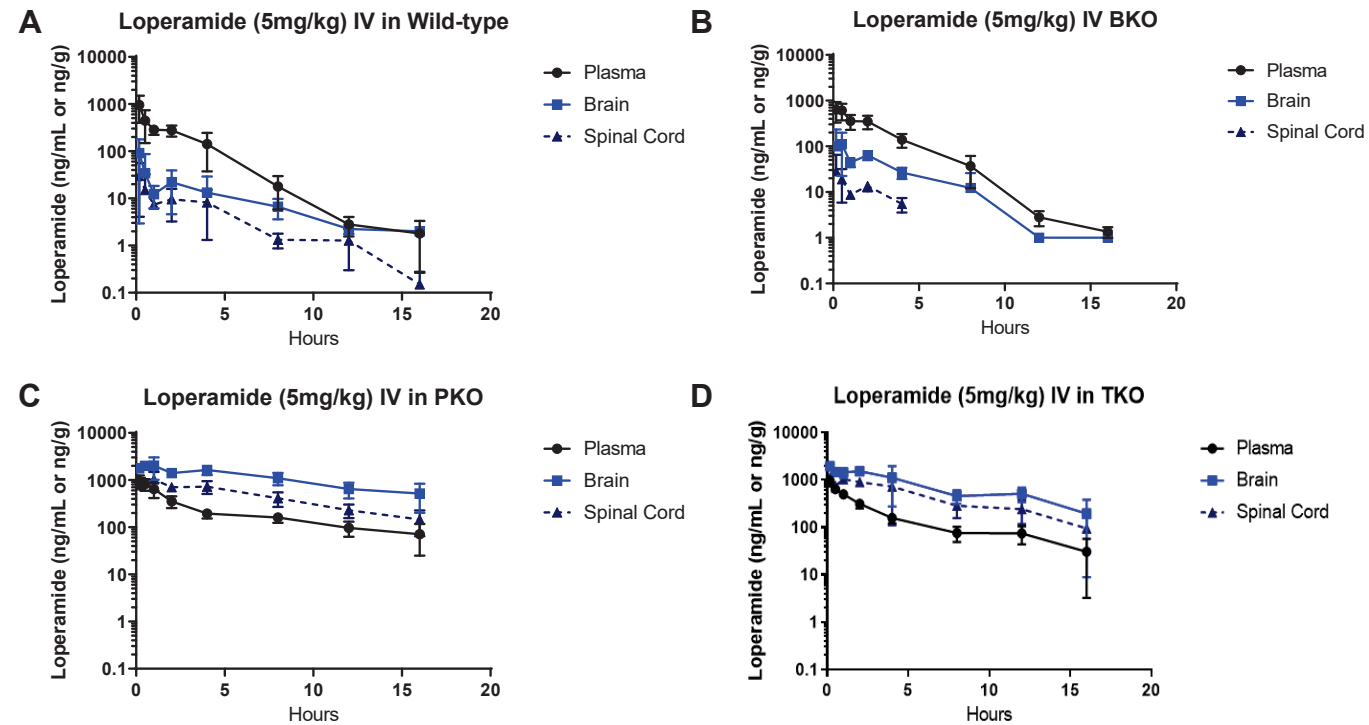 A
Loperamide (5mg/kg) IV in Wild-type
Loperamide (ng/mL or ng/g)
10000
1000
100
10
1
0.1
0 5 10 15 20
Hours
Plasma
Brain
Spinal Cord
B
Loperamide (5mg/kg) IV BKO
Loperamide (ng/mL or ng/g)
10000
1000
100
10
1
0.1
0 5 10 15 20
Hours
Plasma
Brain
Spinal Cord
C
Loperamide (5mg/kg) IV in PKO
Loperamide (ng/mL or ng/g)
10000
1000
100
10
1
0.1
0 5 10 15 20
Hours
Plasma
Brain
Spinal Cord
D
Loperamide (5mg/kg) IV in TKO
Loperamide (ng/mL or ng/g)
10000
1000
100
10
1
0.1
0 5 10 15 20
Hours
Plasma
Brain
Spinal Cord